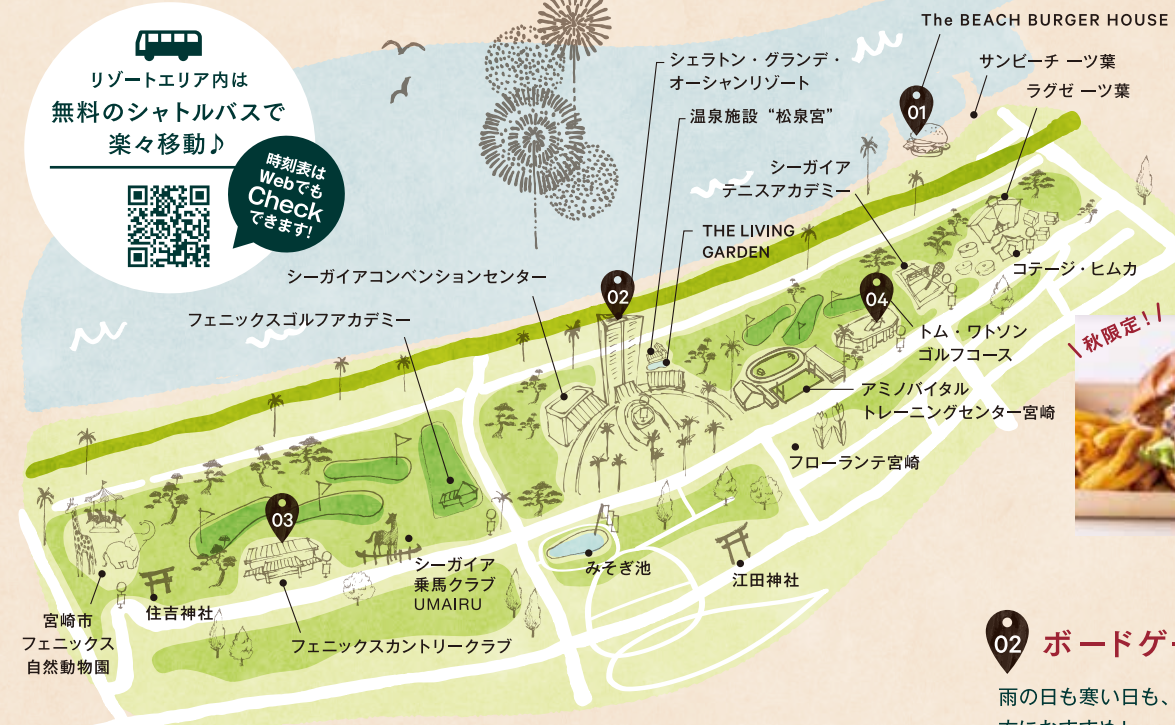 リゾートエリア内は
無料のシャトルバスで
楽々移動♪
時刻表は
Webでも
Check
できます!
The BEACH BURGER HOUSE
サンビーチ 一ツ葉
ラグゼ 一ツ葉
シェラトン・グランデ・
オーシャンリゾート
温泉施設 “松泉宮”
シーガイア
テニスアカデミー
THE LIVING
GARDEN
シーガイアコンベンションセンター
フェニックスゴルフアカデミー
01
02
04
03
コテージ・ヒムカ
トム・ワトソン
ゴルフコース
アミノバイタル
トレーニングセンター宮崎
フローランテ宮崎
秋限定!
シーガイア
乗馬クラブ
UMAIRU
みそぎ池
江田神社
宮崎市
フェニックス
自然動物園
住吉神社
フェニックスカントリークラブ
02 ボードゲ
雨の日も寒い日も、